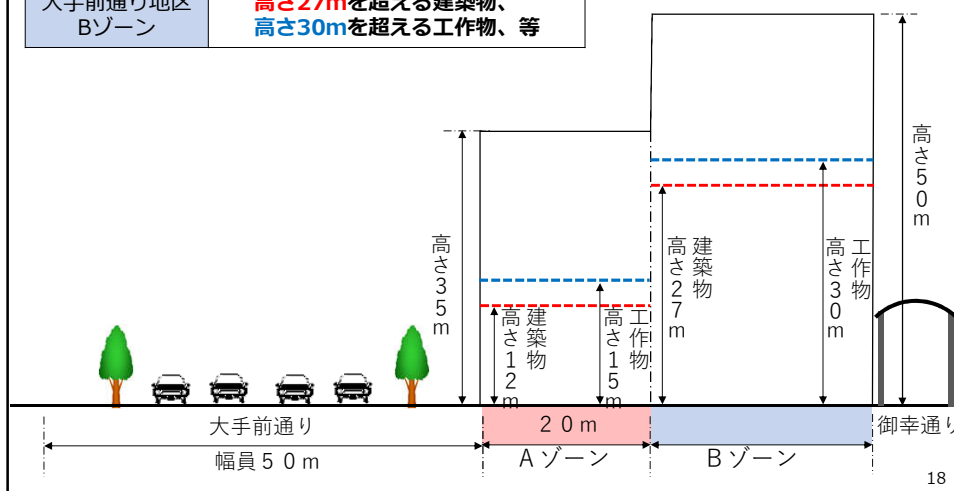 大手前通り地区
Bゾーン
高さ27mを超える建築物、
高さ30mを超える工作物、等
高さ35m
建築物
高さ12m
工作物
高さ15m
建築物
高さ27m
工作物
高さ30m
高さ50m
大手前通り
20m
御幸通り
幅員50m
Aゾーン
Bゾーン
18